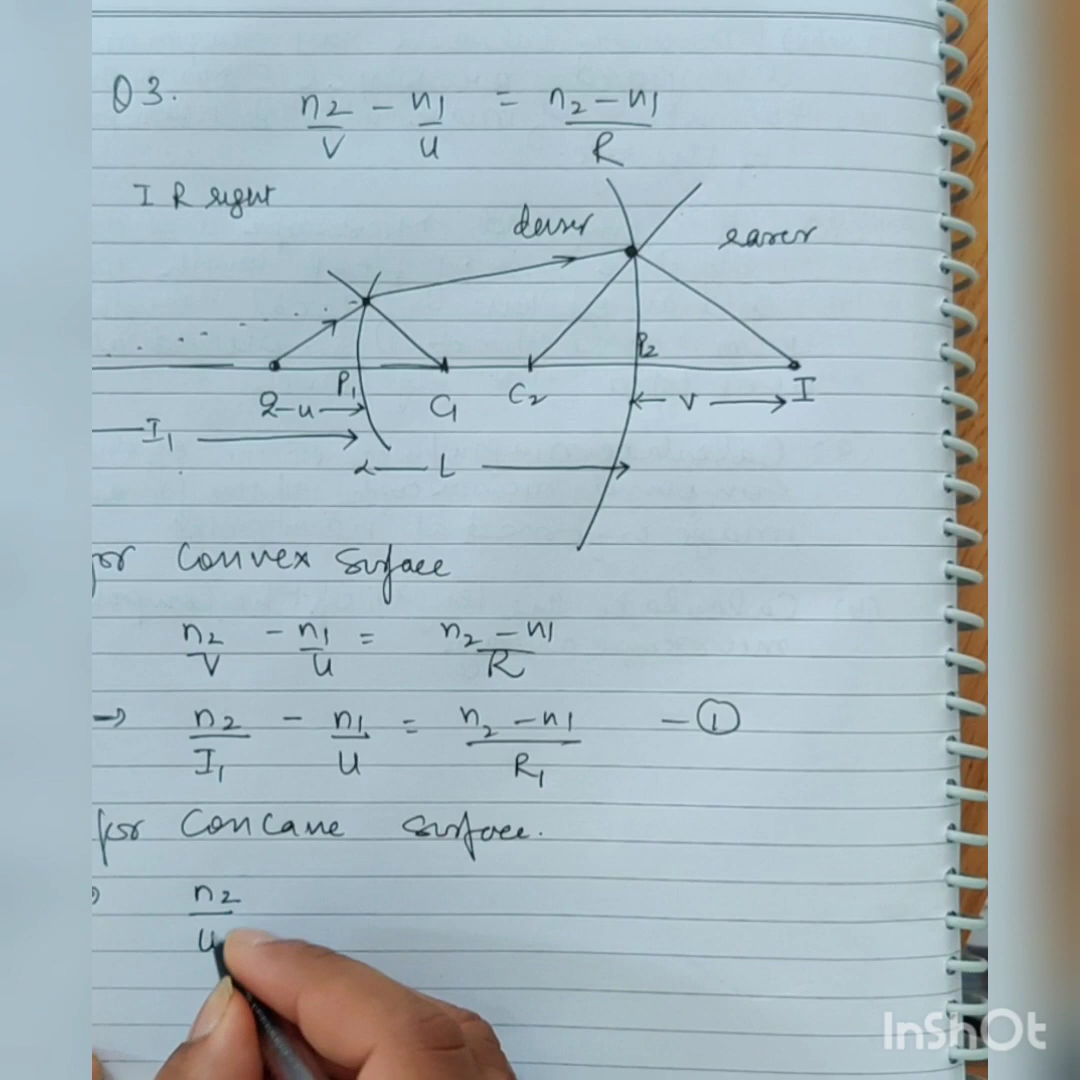 Q3. n2/v - n1/u = n2-n1/R
I R right
denser rarer
P1 C1 C2 P2 I
-u v
I1
L
for Convex Surface
n2/v - n1/u = n2-n1/R
=> n2/I1 - n1/u = n2-n1/R1 - ①
for Concave Surface.
n2/u
InShOt